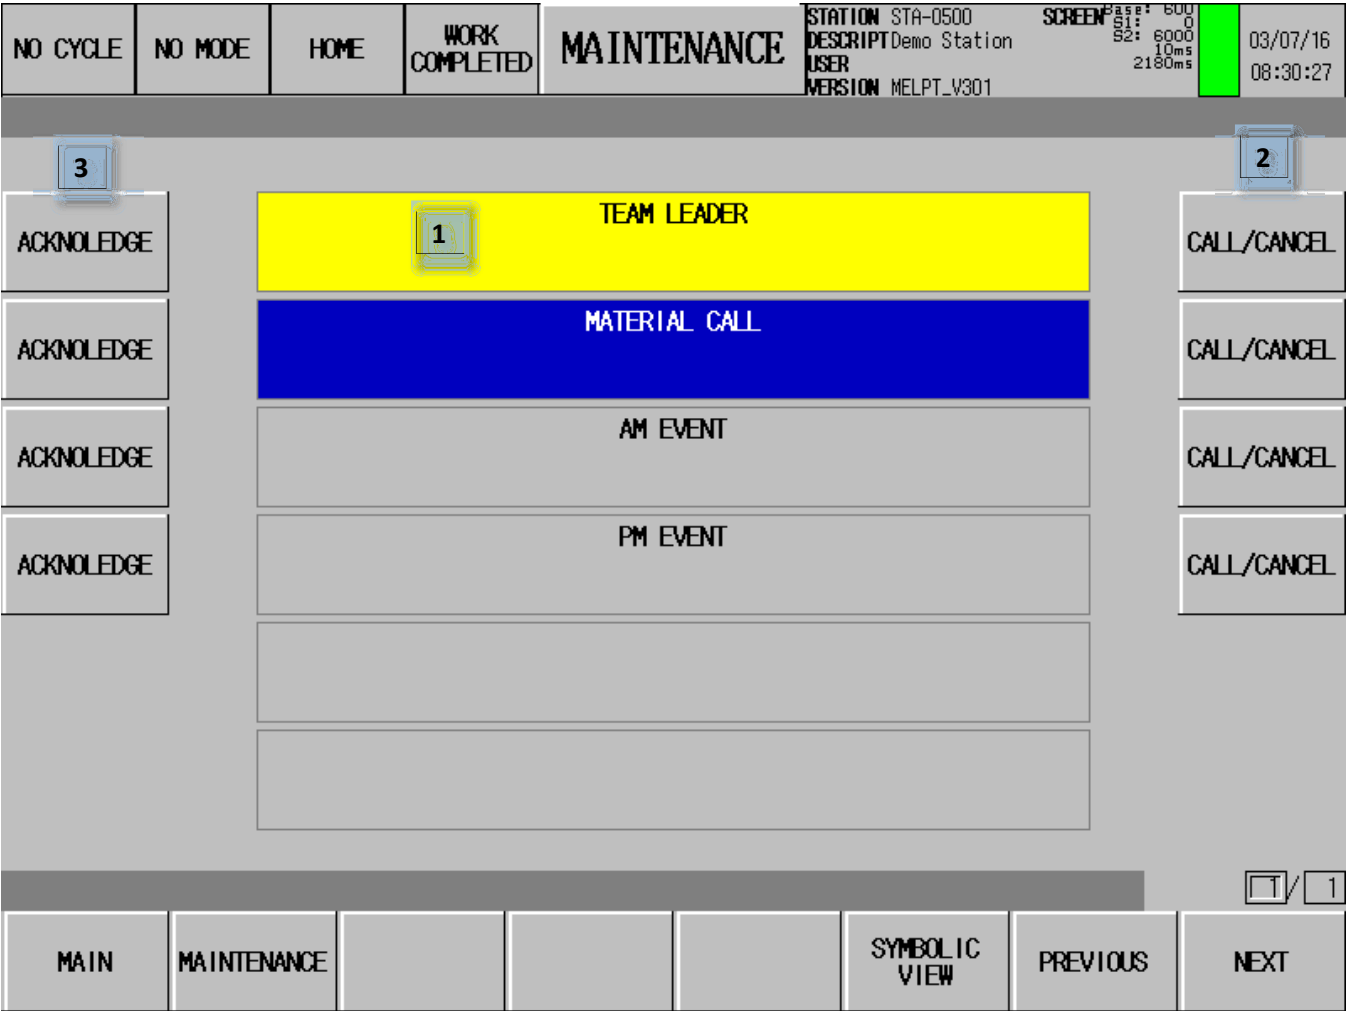 NO CYCLE
NO MODE
HOME
WORK
COMPLETED
MAINTENANCE
STATION STA-0500
DESCRIPT Demo Station
USER
VERSION MELPT_V301
SCREEN
Base: 600
S1: 0
S2: 6000
10ms
2180ms
03/07/16
08:30:27
3
2
ACKNOLEDGE
1
TEAM LEADER
CALL/CANCEL
ACKNOLEDGE
MATERIAL CALL
CALL/CANCEL
ACKNOLEDGE
AM EVENT
CALL/CANCEL
ACKNOLEDGE
PM EVENT
CALL/CANCEL
1/ 1
MAIN
MAINTENANCE
SYMBOLIC
VIEW
PREVIOUS
NEXT